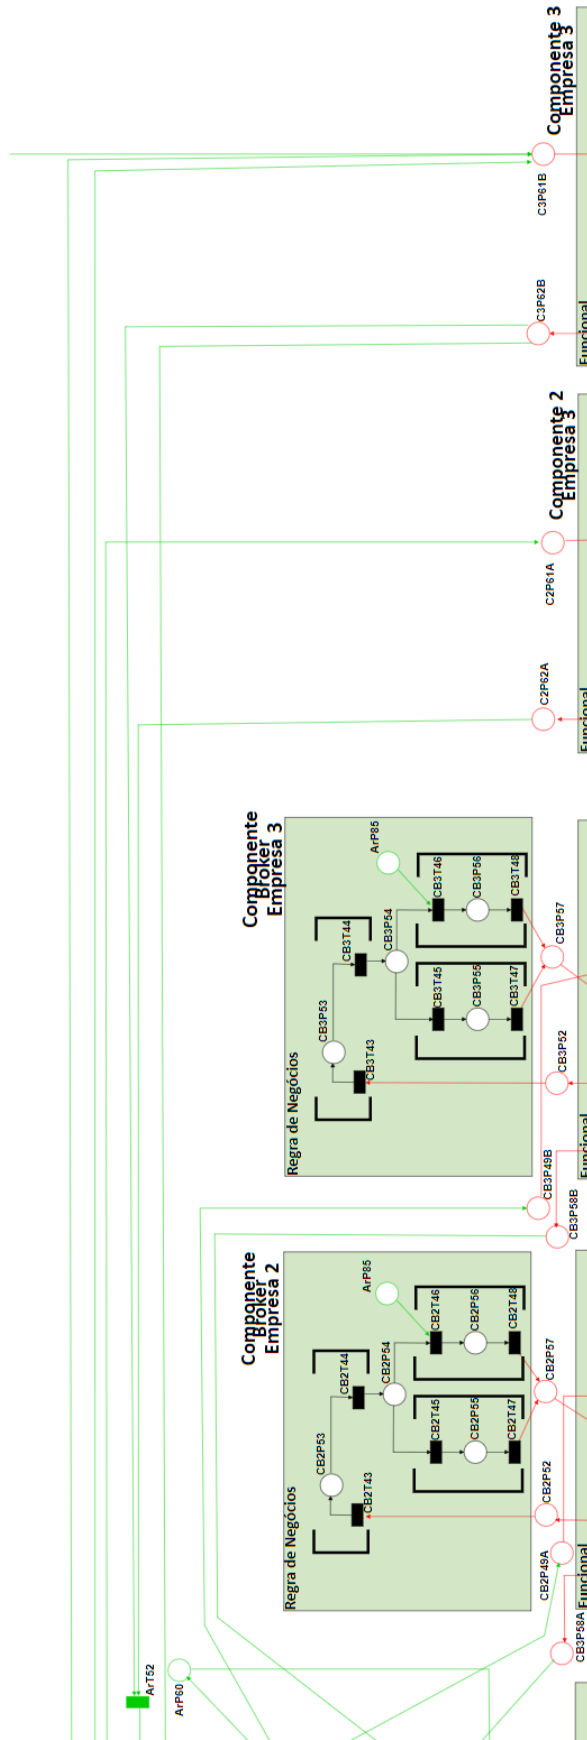 Componente 3
Empresa 3
C3P61B
C3P62B
Funcional
Componente 2
Empresa 3
C2P61A
C2P62A
Funcional
Componente
Broker
Empresa 3
Regra de Negócios
ArP85
CB3T46
CB3P56
CB3T48
CB3T44
CB3P54
CB3P53
CB3T43
CB3T45
CB3P55
CB3T47
CB3P57
CB3P52
Funcional
CB3P49B
CB3P58B
Componente
Broker
Empresa 2
Regra de Negócios
ArP85
CB2T46
CB2P56
CB2T48
CB2T44
CB2P54
CB2P53
CB2T43
CB2T45
CB2P55
CB2T47
CB2P57
CB2P52
CB2P49A
Funcional
CB3P58A
ArT52
ArP60